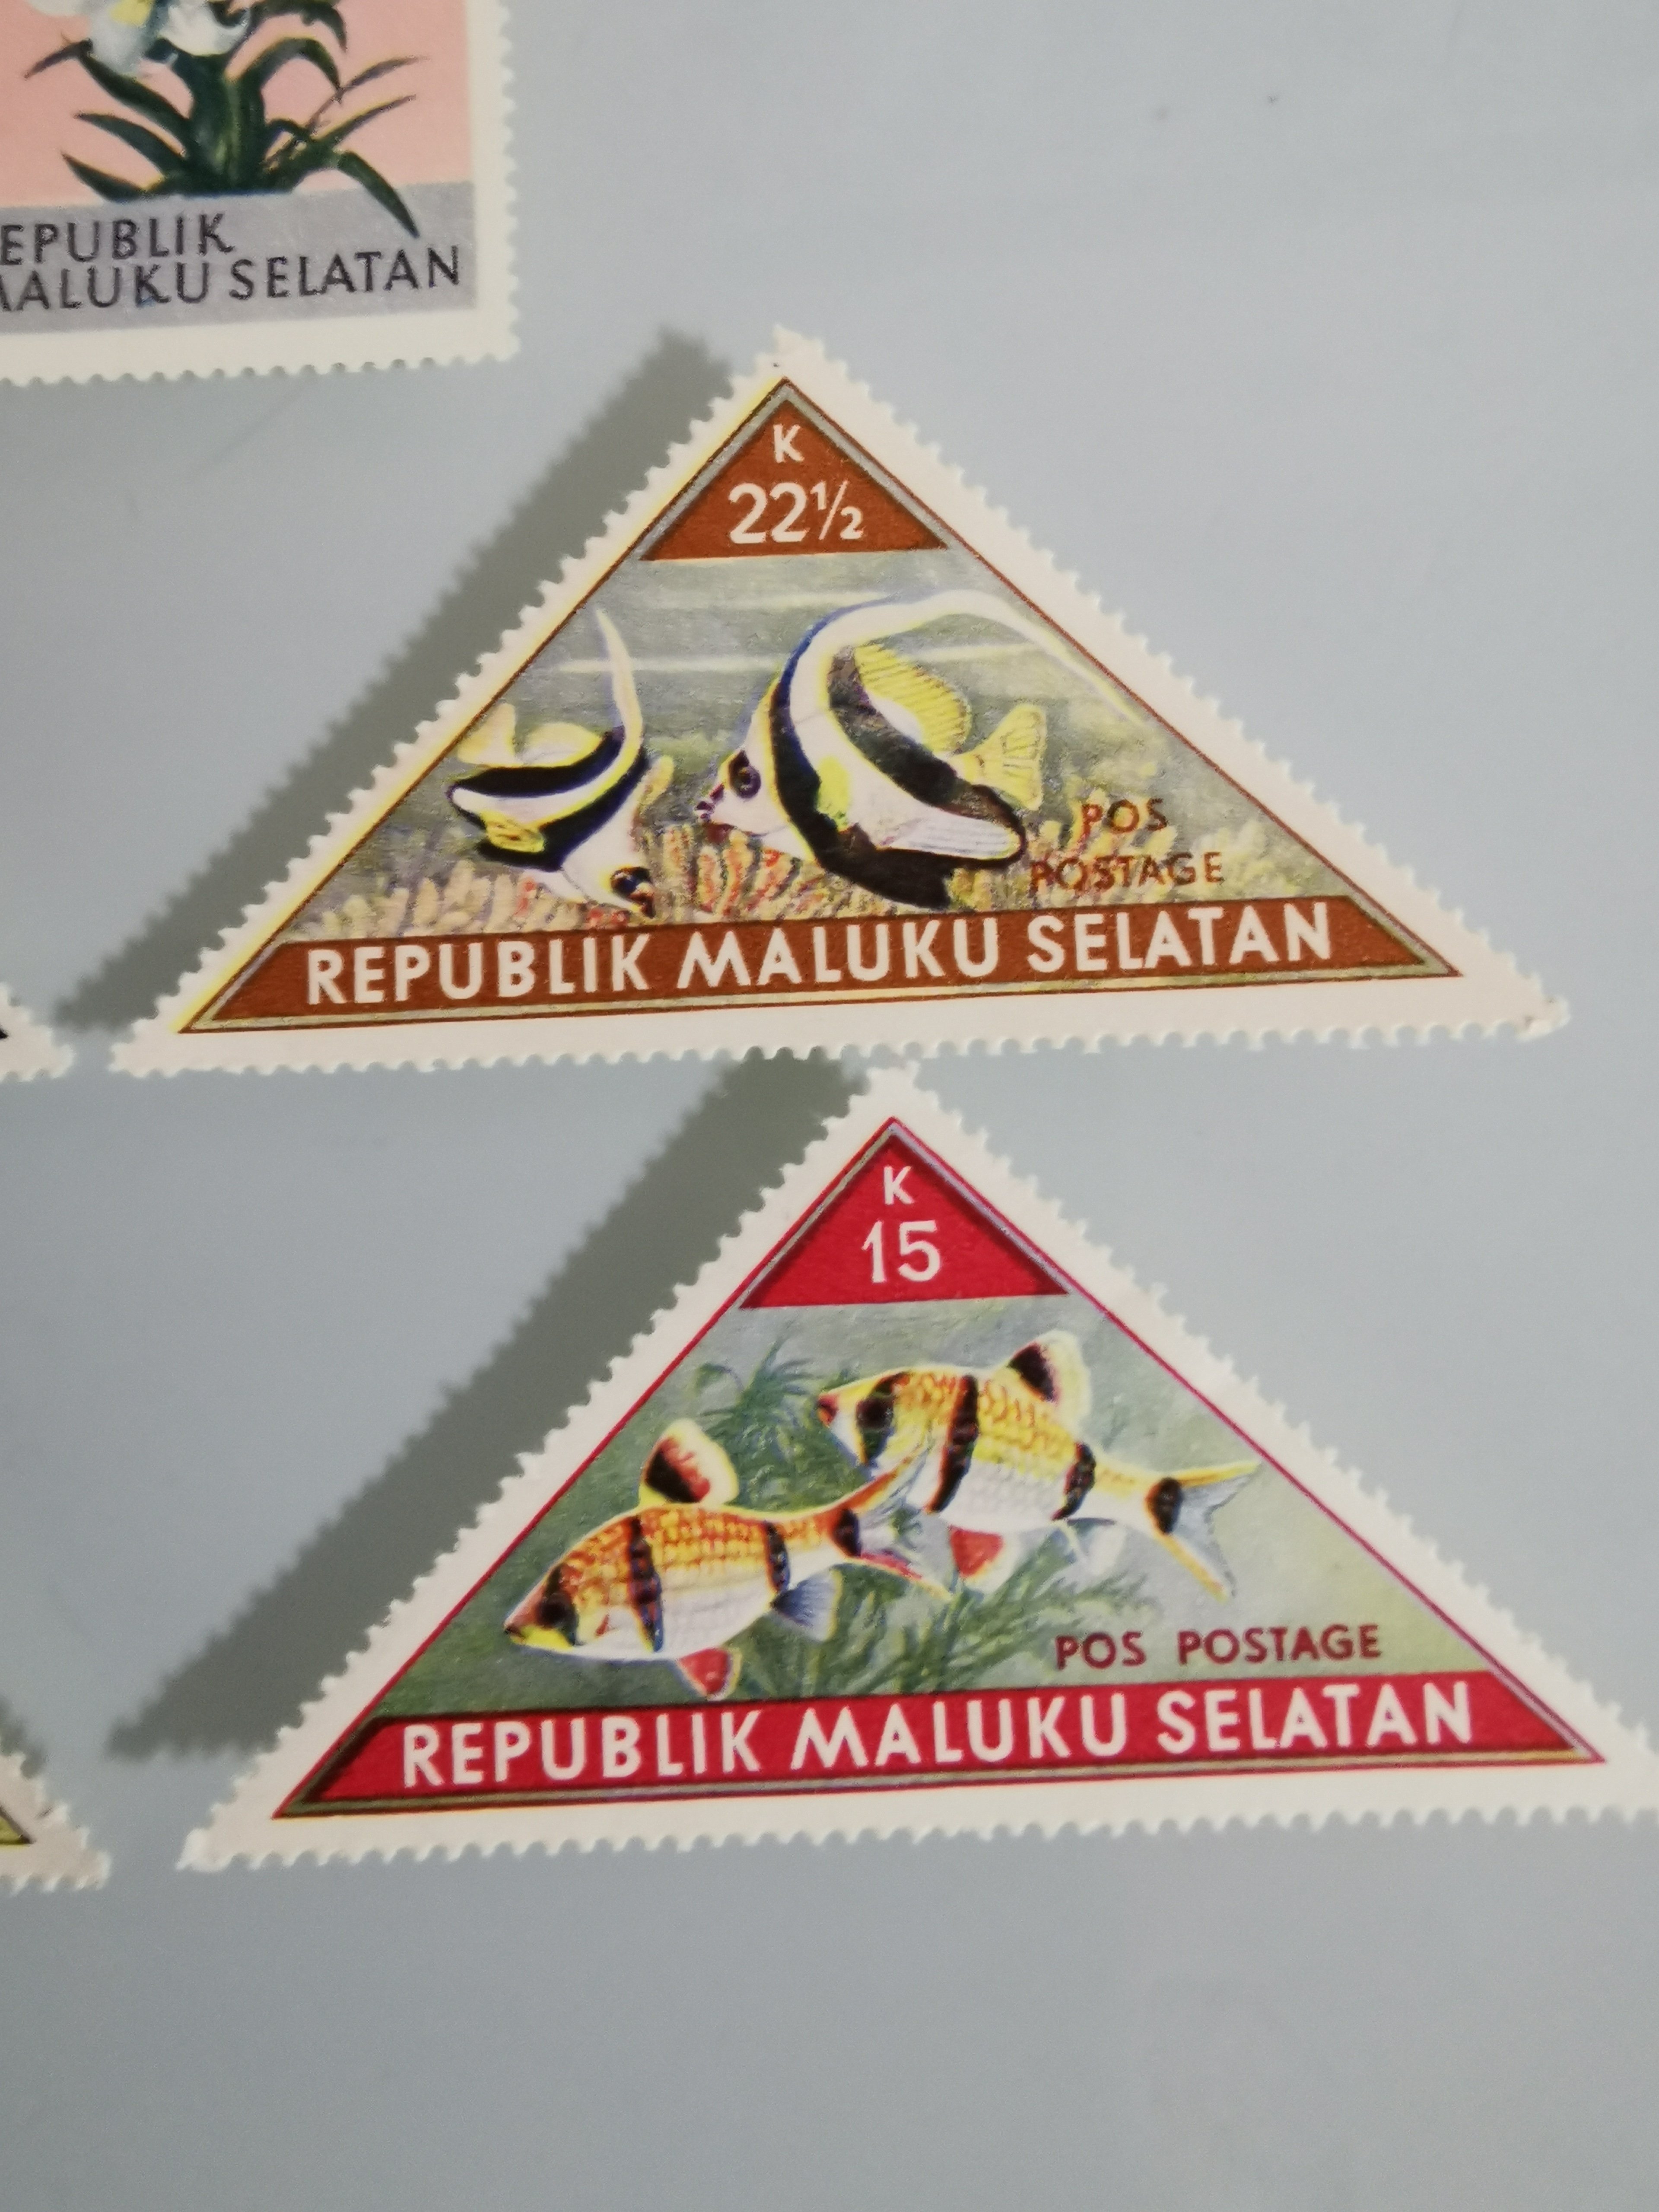 EPUBLIK
MALUKU SELATAN
K
22½
POS
POSTAGE
REPUBLIK MALUKU SELATAN
K
15
POS POSTAGE
REPUBLIK MALUKU SELATAN